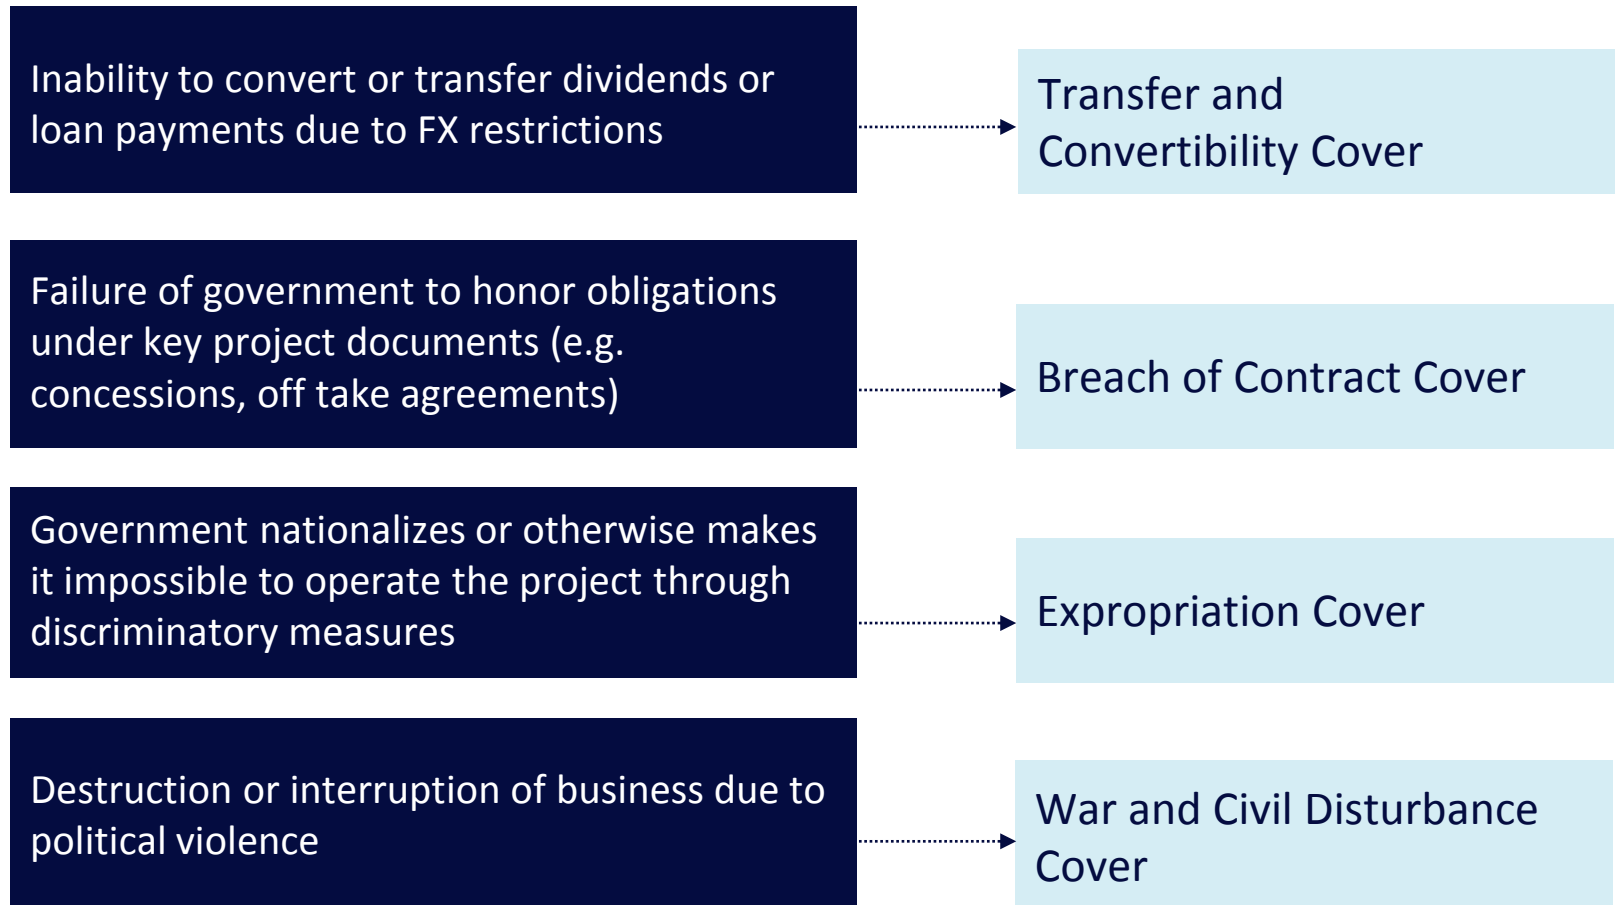 Inability to convert or transfer dividends or
loan payments due to FX restrictions
Transfer and
Convertibility Cover
Failure of government to honor obligations
under key project documents (e.g.
concessions, off take agreements)
Breach of Contract Cover
Government nationalizes or otherwise makes
it impossible to operate the project through
discriminatory measures
Expropriation Cover
Destruction or interruption of business due to
political violence
War and Civil Disturbance
Cover